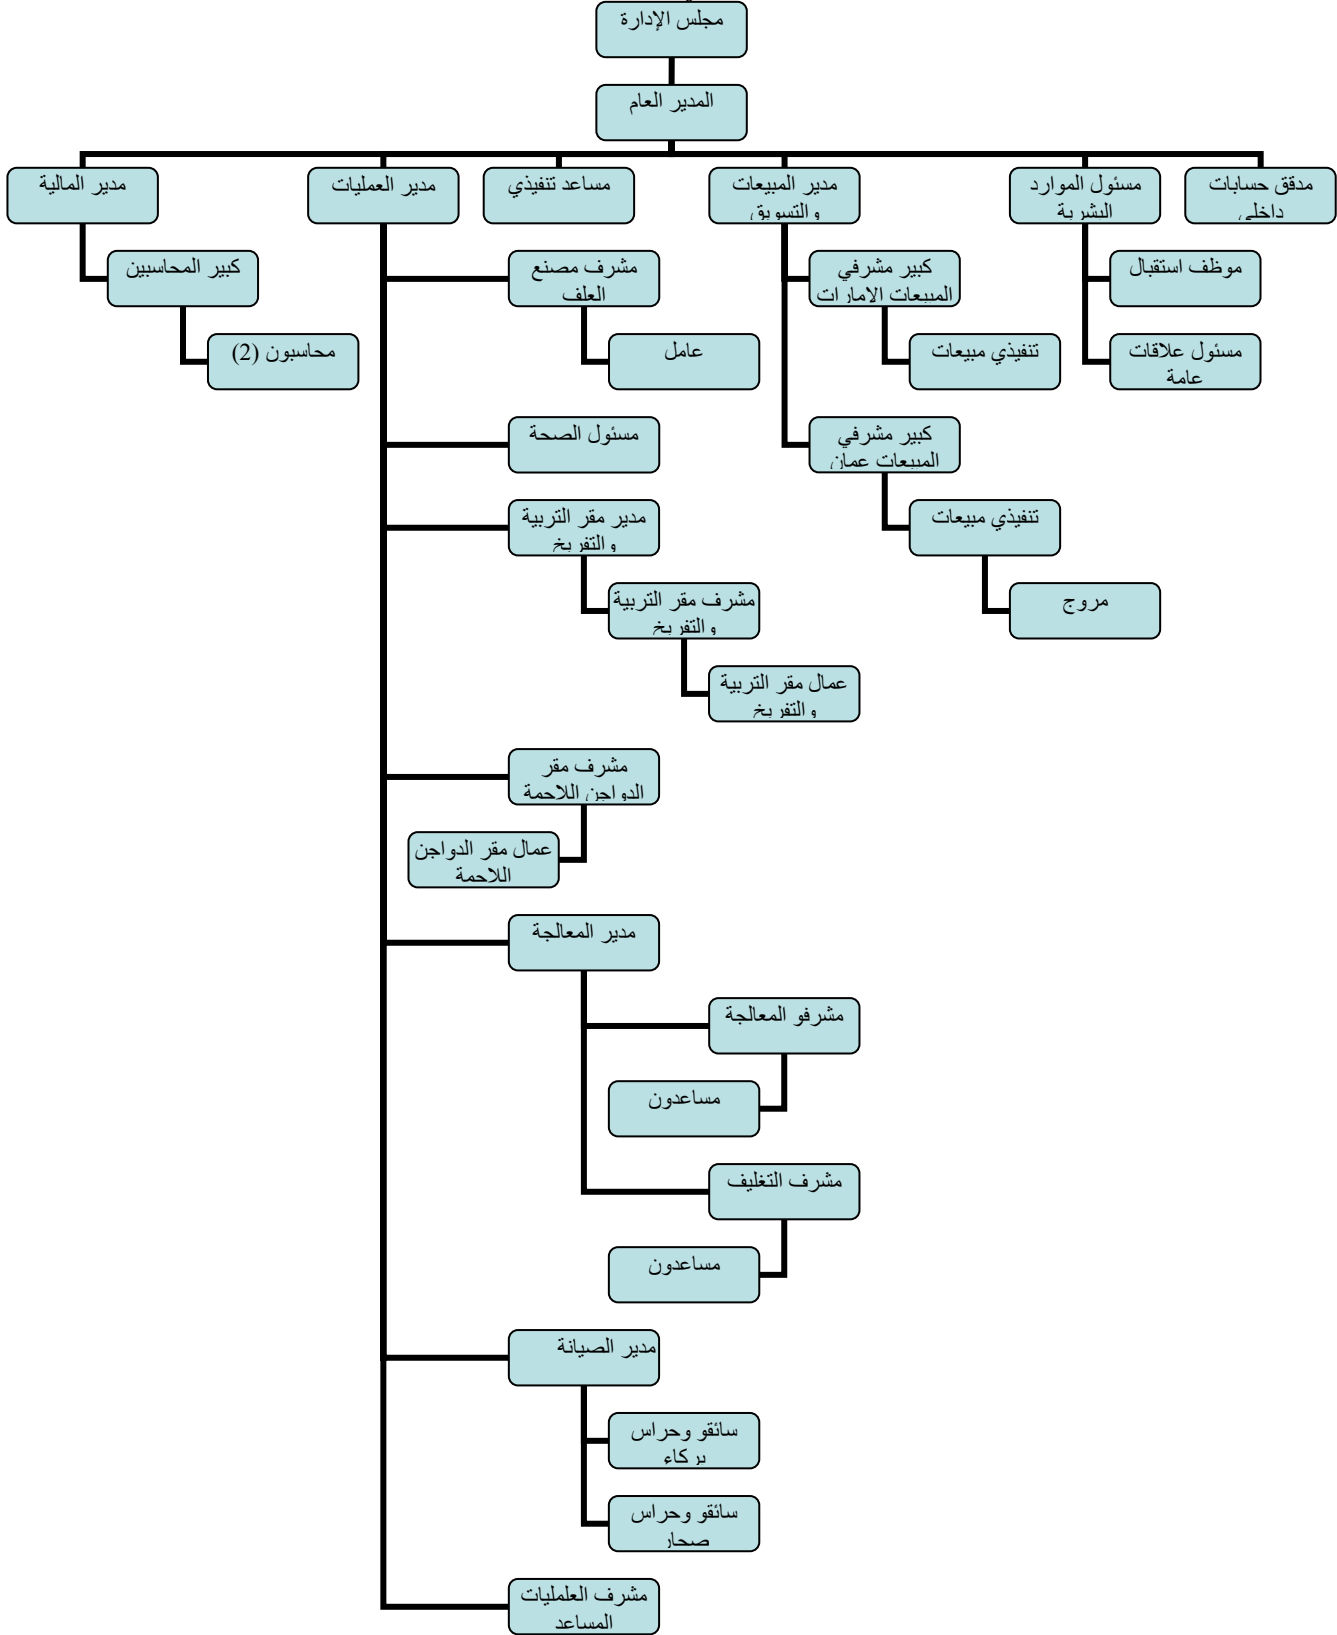 مجلس الإدارة
المدير العام
مدقق حسابات
داخلي
مسئول الموارد
البشرية
مدير المبيعات
والتسويق
مساعد تنفيذي
مدير العمليات
مدير المالية
موظف استقبال
كبير مشرفي
المبيعات الامارات
مشرف مصنع
العلف
كبير المحاسبين
مسئول علاقات
عامة
تنفيذي مبيعات
عامل
محاسبون (2)
كبير مشرفي
المبيعات عمان
مسئول الصحة
تنفيذي مبيعات
مدير مقر التربية
والتفريخ
مروج
مشرف مقر التربية
والتفريخ
عمال مقر التربية
والتفريخ
مشرف مقر
الدواجن اللاحمة
عمال مقر الدواجن
اللاحمة
مدير المعالجة
مشرفو المعالجة
مساعدون
مشرف التغليف
مساعدون
مدير الصيانة
سائقو وحراس
بركاء
سائقو وحراس
صحار
مشرف العلمليات
المساعد